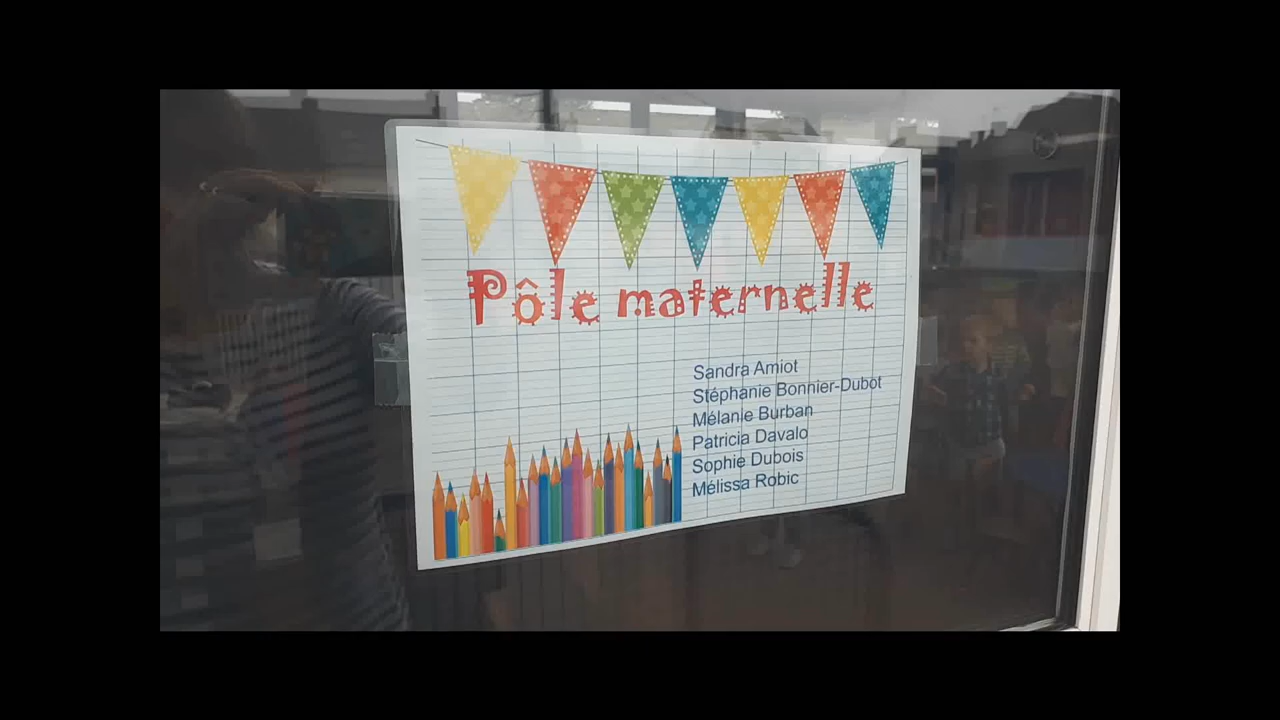 Pôle maternelle
Sandra Amiot
Stéphanie Bonnier-Dubot
Mélanie Burban
Patricia Davalo
Sophie Dubois
Mélissa Robic